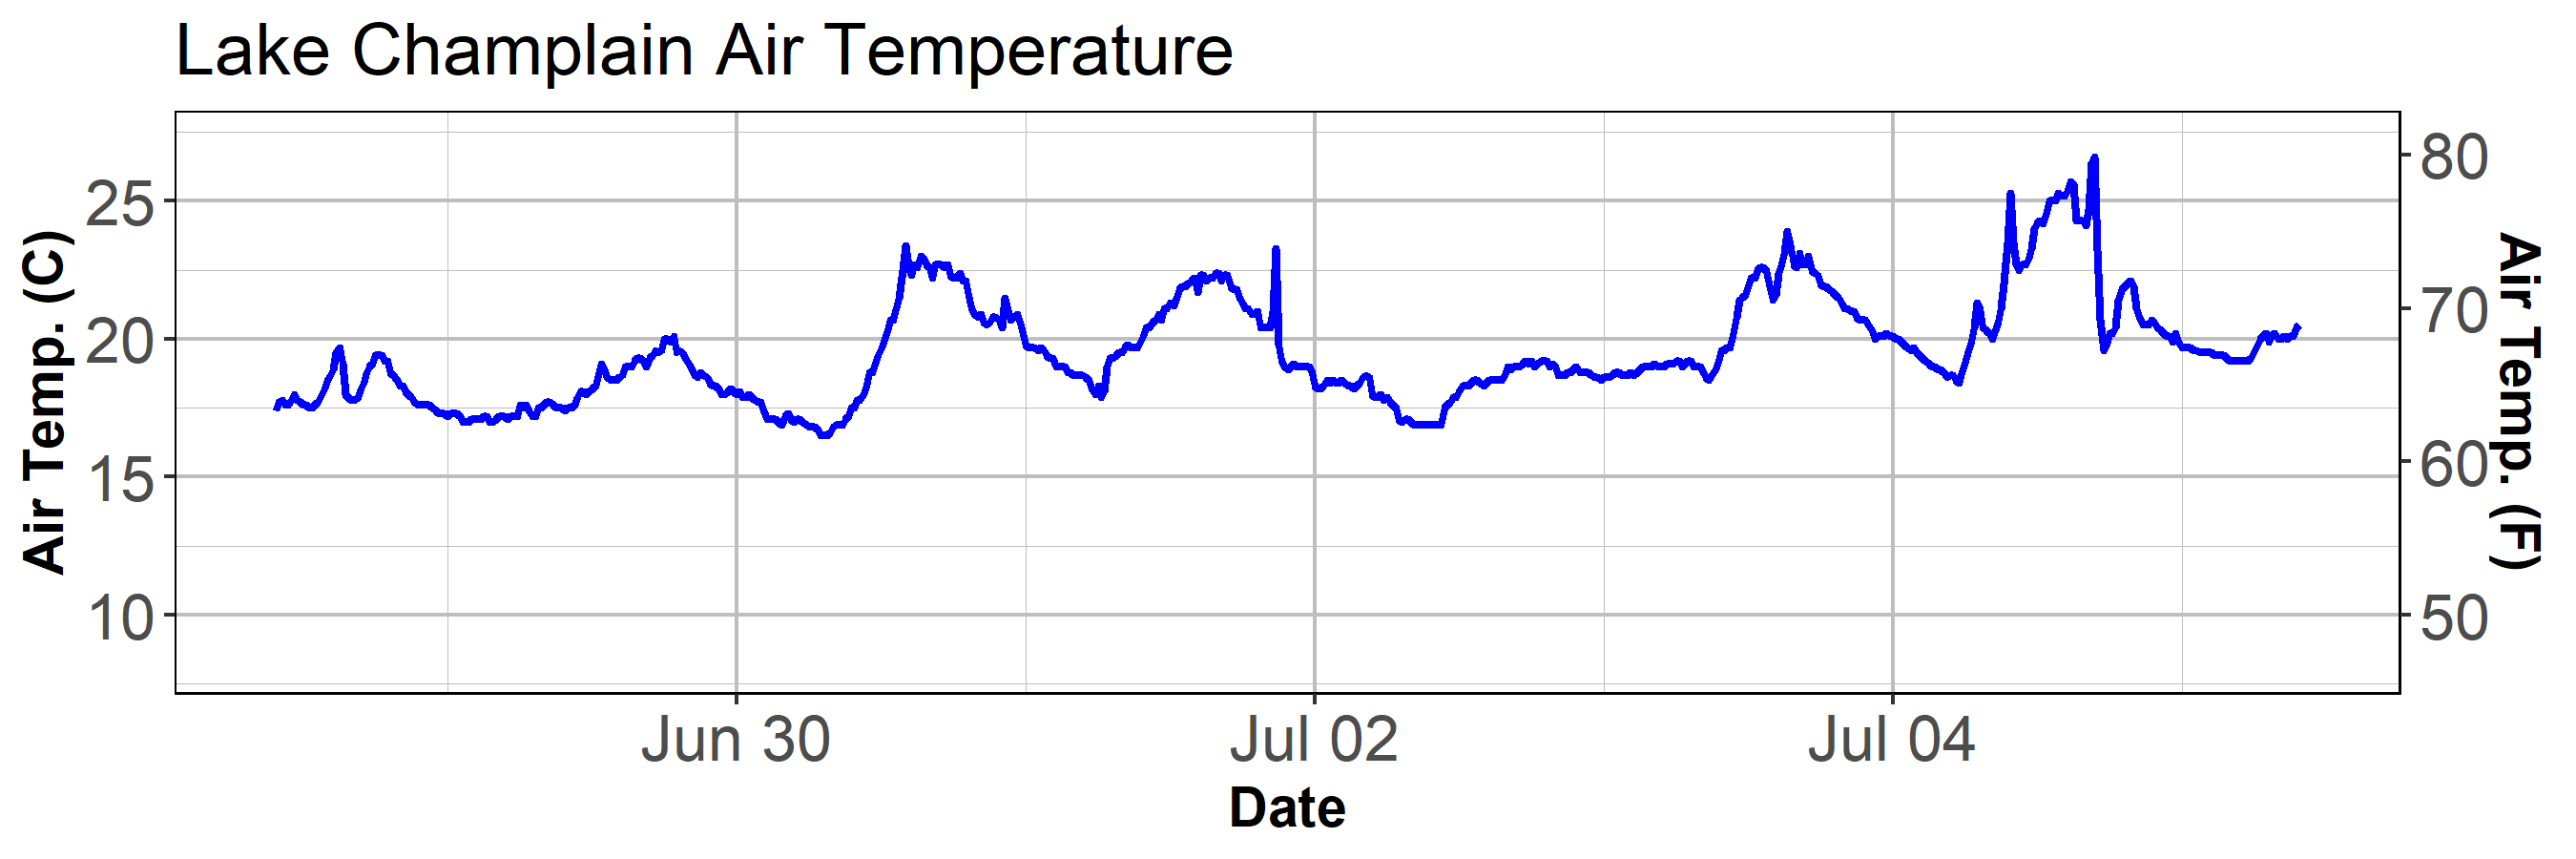 Lake Champlain Air Temperature
Air Temp. (C)
25
20
15
10
80
70
60
50
Air Temp. (F)
Jun 30
Jul 02
Jul 04
Date